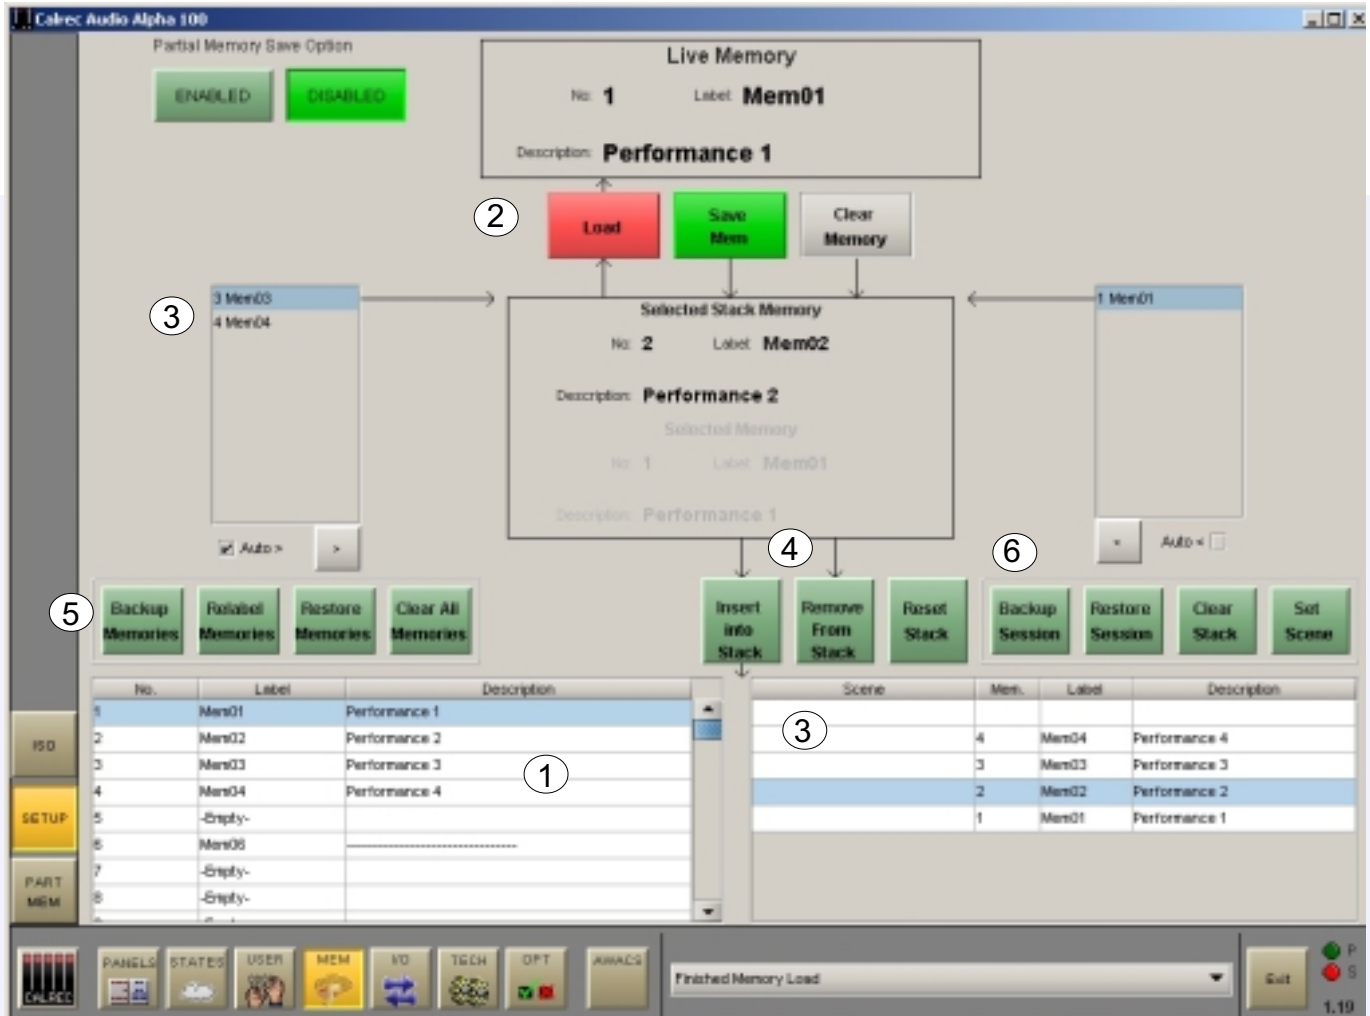 Calrec Audio Alpha 100
Partial Memory Save Option
ENABLED
DISABLED
Live Memory
No: 1 Label: Mem01
Description: Performance 1
2
Load
Save
Mem
Clear
Memory
3
3 Mem03
4 Mem04
Auto >
>
Selected Stack Memory
No: 2 Label: Mem02
Description: Performance 2
Selected Memory
No: 1 Label: Mem01
Description: Performance 1
1 Mem01
Auto <
4
5
Backup
Memories
Relabel
Memories
Restore
Memories
Clear All
Memories
Insert
into
Stack
Remove
From
Stack
Reset
Stack
6
Backup
Session
Restore
Session
Clear
Stack
Set
Scene
No. Label Description
1 Mem01 Performance 1
2 Mem02 Performance 2
3 Mem03 Performance 3
4 Mem04 Performance 4
5 -Empty-
6 Mem06 ----------------------------------
7 -Empty-
8 -Empty-
1
Scene Mem. Label Description
3
4 Mem04 Performance 4
3 Mem03 Performance 3
2 Mem02 Performance 2
1 Mem01 Performance 1
ISO
SETUP
PART
MEM
CALREC
PANELS
STATES
USER
MEM
I/O
TECH
OPT
AWACS
Finished Memory Load
Exit
P
S
1.19